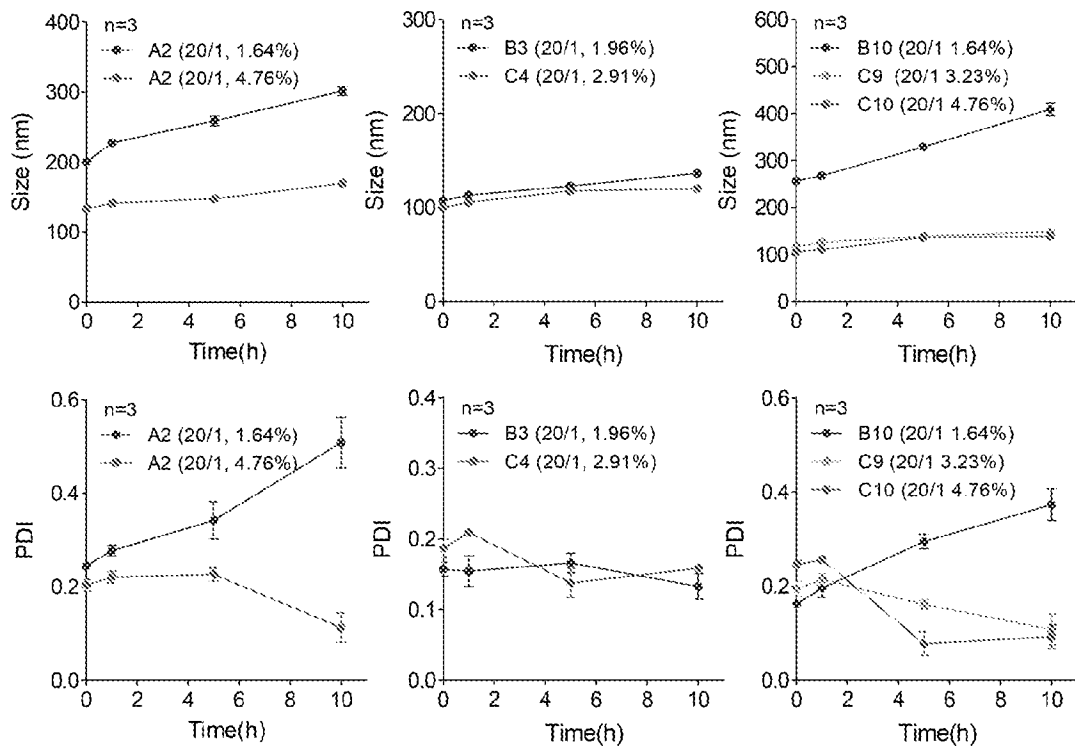 400
300
200
100
0
Size (nm)
n=3
A2 (20/1, 1.64%)
A2 (20/1, 4.76%)
0 2 4 6 8 10
Time(h)
300
200
100
0
Size (nm)
n=3
B3 (20/1, 1.96%)
C4 (20/1, 2.91%)
0 2 4 6 8 10
Time(h)
600
500
400
300
200
100
0
Size (nm)
n=3
B10 (20/1 1.64%)
C9 (20/1 3.23%)
C10 (20/1 4.76%)
0 2 4 6 8 10
Time(h)
0.6
0.4
0.2
0.0
PDI
n=3
A2 (20/1, 1.64%)
A2 (20/1, 4.76%)
0 2 4 6 8 10
Time(h)
0.4
0.3
0.2
0.1
0.0
PDI
n=3
B3 (20/1, 1.96%)
C4 (20/1, 2.91%)
0 2 4 6 8 10
Time(h)
0.6
0.4
0.2
0.0
PDI
n=3
B10 (20/1 1.64%)
C9 (20/1 3.23%)
C10 (20/1 4.76%)
0 2 4 6 8 10
Time(h)